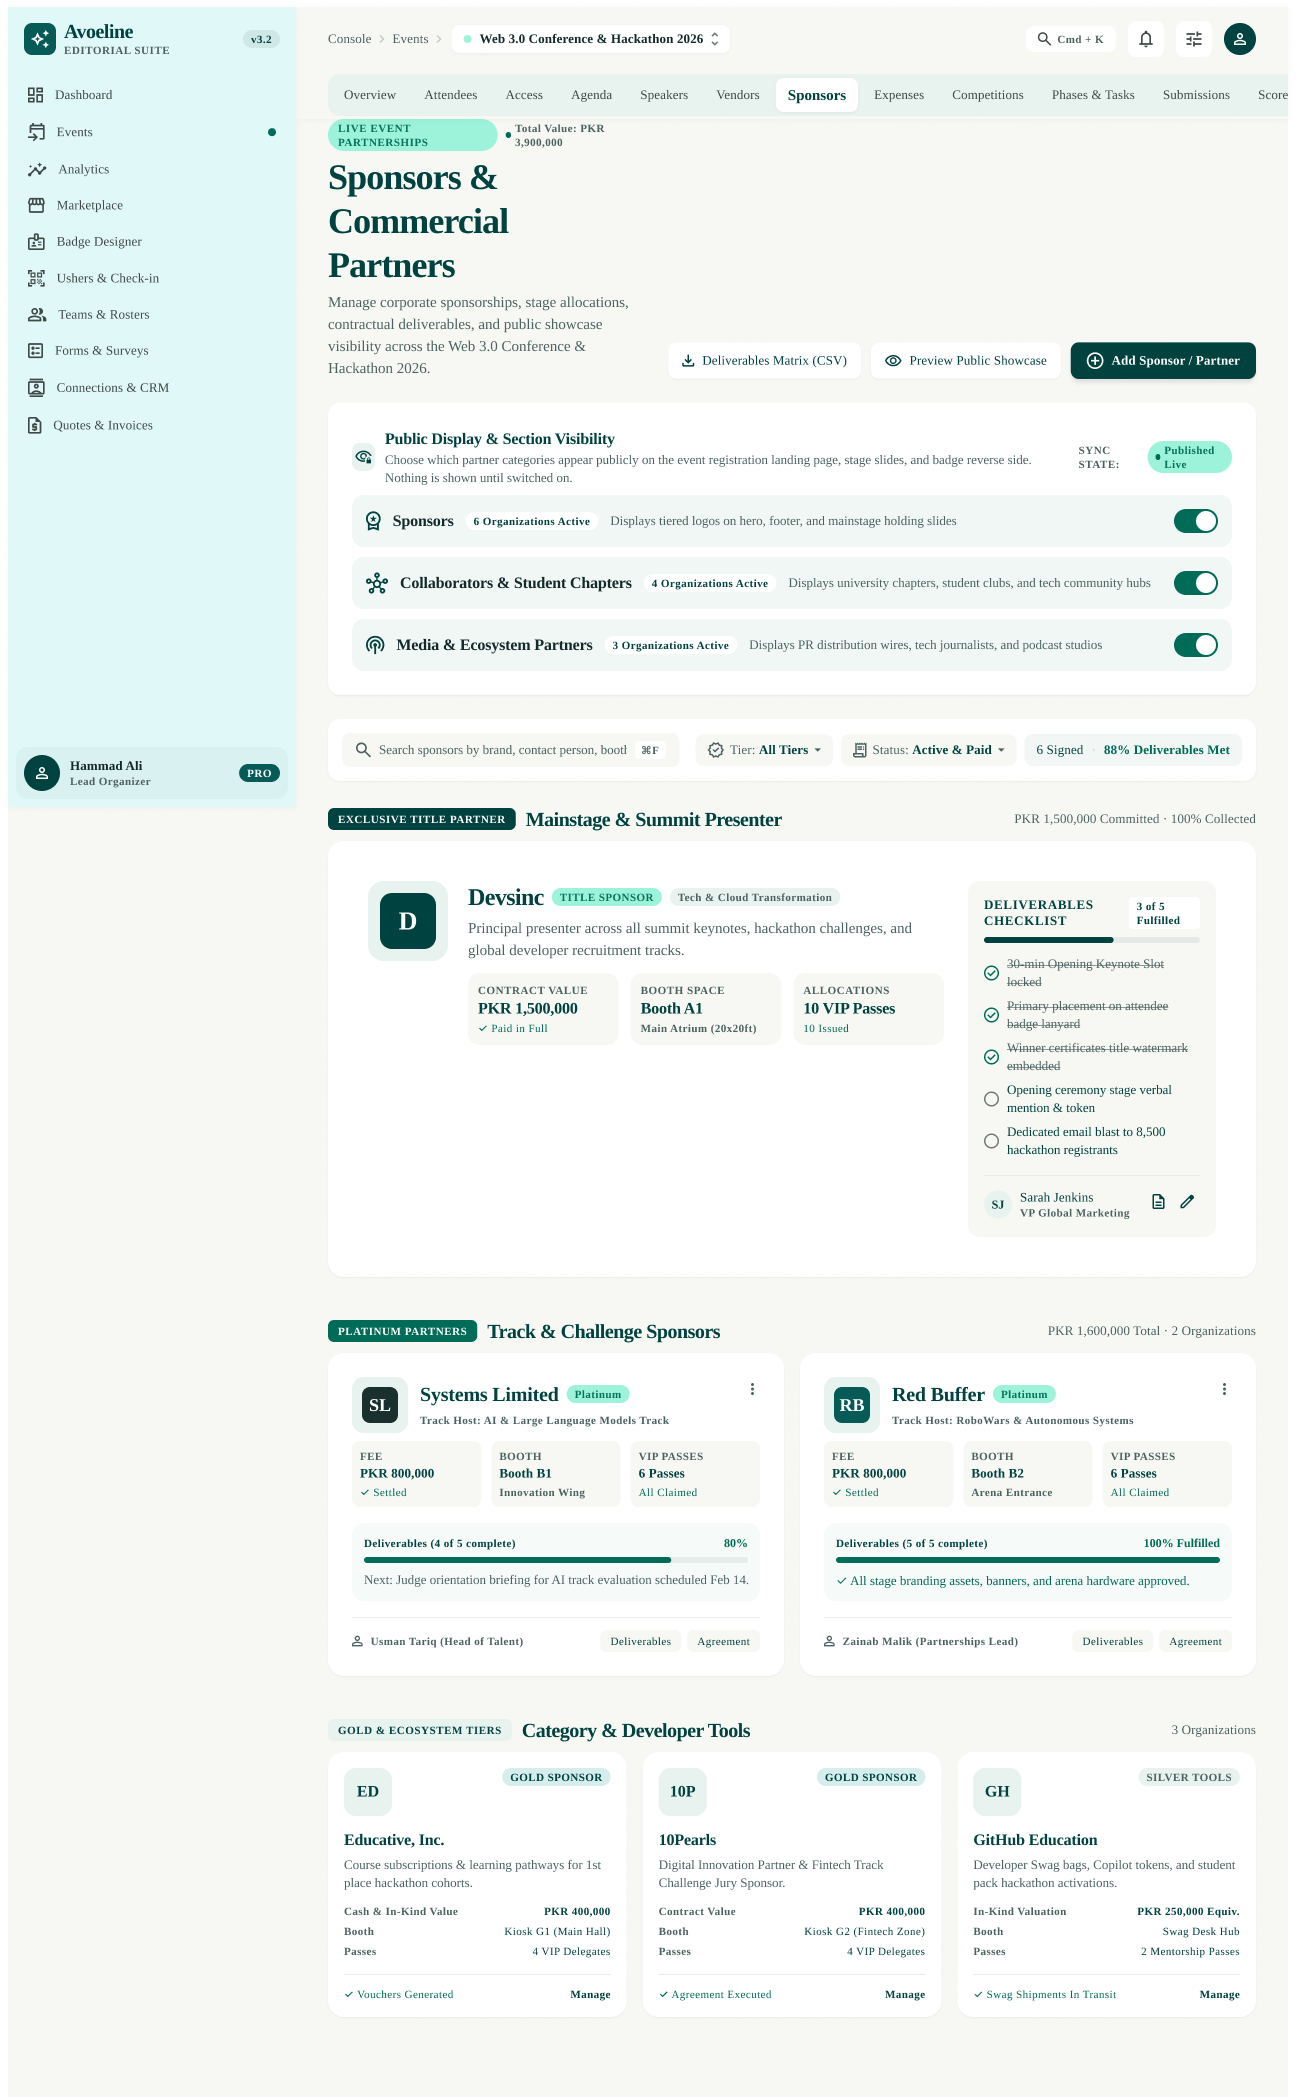 Avoeline
EDITORIAL SUITE
v3.2
Dashboard
Events
Analytics
Marketplace
Badge Designer
Ushers & Check-in
Teams & Rosters
Forms & Surveys
Connections & CRM
Quotes & Invoices
Hammad Ali
Lead Organizer
PRO
Console
Events
Web 3.0 Conference & Hackathon 2026
Cmd + K
Overview
Attendees
Access
Agenda
Speakers
Vendors
Sponsors
Expenses
Competitions
Phases & Tasks
Submissions
Score
LIVE EVENT
PARTNERSHIPS
Total Value: PKR
3,900,000
Sponsors &
Commercial
Partners
Manage corporate sponsorships, stage allocations,
contractual deliverables, and public showcase
visibility across the Web 3.0 Conference &
Hackathon 2026.
Deliverables Matrix (CSV)
Preview Public Showcase
Add Sponsor / Partner
Public Display & Section Visibility
Choose which partner categories appear publicly on the event registration landing page, stage slides, and badge reverse side.
Nothing is shown until switched on.
SYNC
STATE:
Published
Live
Sponsors
6 Organizations Active
Displays tiered logos on hero, footer, and mainstage holding slides
Collaborators & Student Chapters
4 Organizations Active
Displays university chapters, student clubs, and tech community hubs
Media & Ecosystem Partners
3 Organizations Active
Displays PR distribution wires, tech journalists, and podcast studios
Search sponsors by brand, contact person, bootl
⌘F
Tier: All Tiers
Status: Active & Paid
6 Signed · 88% Deliverables Met
EXCLUSIVE TITLE PARTNER
Mainstage & Summit Presenter
PKR 1,500,000 Committed · 100% Collected
D
Devsinc
TITLE SPONSOR
Tech & Cloud Transformation
Principal presenter across all summit keynotes, hackathon challenges, and
global developer recruitment tracks.
CONTRACT VALUE
PKR 1,500,000
✓ Paid in Full
BOOTH SPACE
Booth A1
Main Atrium (20x20ft)
ALLOCATIONS
10 VIP Passes
10 Issued
DELIVERABLES
CHECKLIST
3 of 5
Fulfilled
30-min Opening Keynote Slot
locked
Primary placement on attendee
badge lanyard
Winner certificates title watermark
embedded
Opening ceremony stage verbal
mention & token
Dedicated email blast to 8,500
hackathon registrants
SJ
Sarah Jenkins
VP Global Marketing
PLATINUM PARTNERS
Track & Challenge Sponsors
PKR 1,600,000 Total · 2 Organizations
SL
Systems Limited
Platinum
Track Host: AI & Large Language Models Track
FEE
PKR 800,000
✓ Settled
BOOTH
Booth B1
Innovation Wing
VIP PASSES
6 Passes
All Claimed
Deliverables (4 of 5 complete)
80%
Next: Judge orientation briefing for AI track evaluation scheduled Feb 14.
Usman Tariq (Head of Talent)
Deliverables
Agreement
RB
Red Buffer
Platinum
Track Host: RoboWars & Autonomous Systems
FEE
PKR 800,000
✓ Settled
BOOTH
Booth B2
Arena Entrance
VIP PASSES
6 Passes
All Claimed
Deliverables (5 of 5 complete)
100% Fulfilled
✓ All stage branding assets, banners, and arena hardware approved.
Zainab Malik (Partnerships Lead)
Deliverables
Agreement
GOLD & ECOSYSTEM TIERS
Category & Developer Tools
3 Organizations
ED
GOLD SPONSOR
Educative, Inc.
Course subscriptions & learning pathways for 1st
place hackathon cohorts.
Cash & In-Kind Value
PKR 400,000
Booth
Kiosk G1 (Main Hall)
Passes
4 VIP Delegates
✓ Vouchers Generated
Manage
10P
GOLD SPONSOR
10Pearls
Digital Innovation Partner & Fintech Track
Challenge Jury Sponsor.
Contract Value
PKR 400,000
Booth
Kiosk G2 (Fintech Zone)
Passes
4 VIP Delegates
✓ Agreement Executed
Manage
GH
SILVER TOOLS
GitHub Education
Developer Swag bags, Copilot tokens, and student
pack hackathon activations.
In-Kind Valuation
PKR 250,000 Equiv.
Booth
Swag Desk Hub
Passes
2 Mentorship Passes
✓ Swag Shipments In Transit
Manage